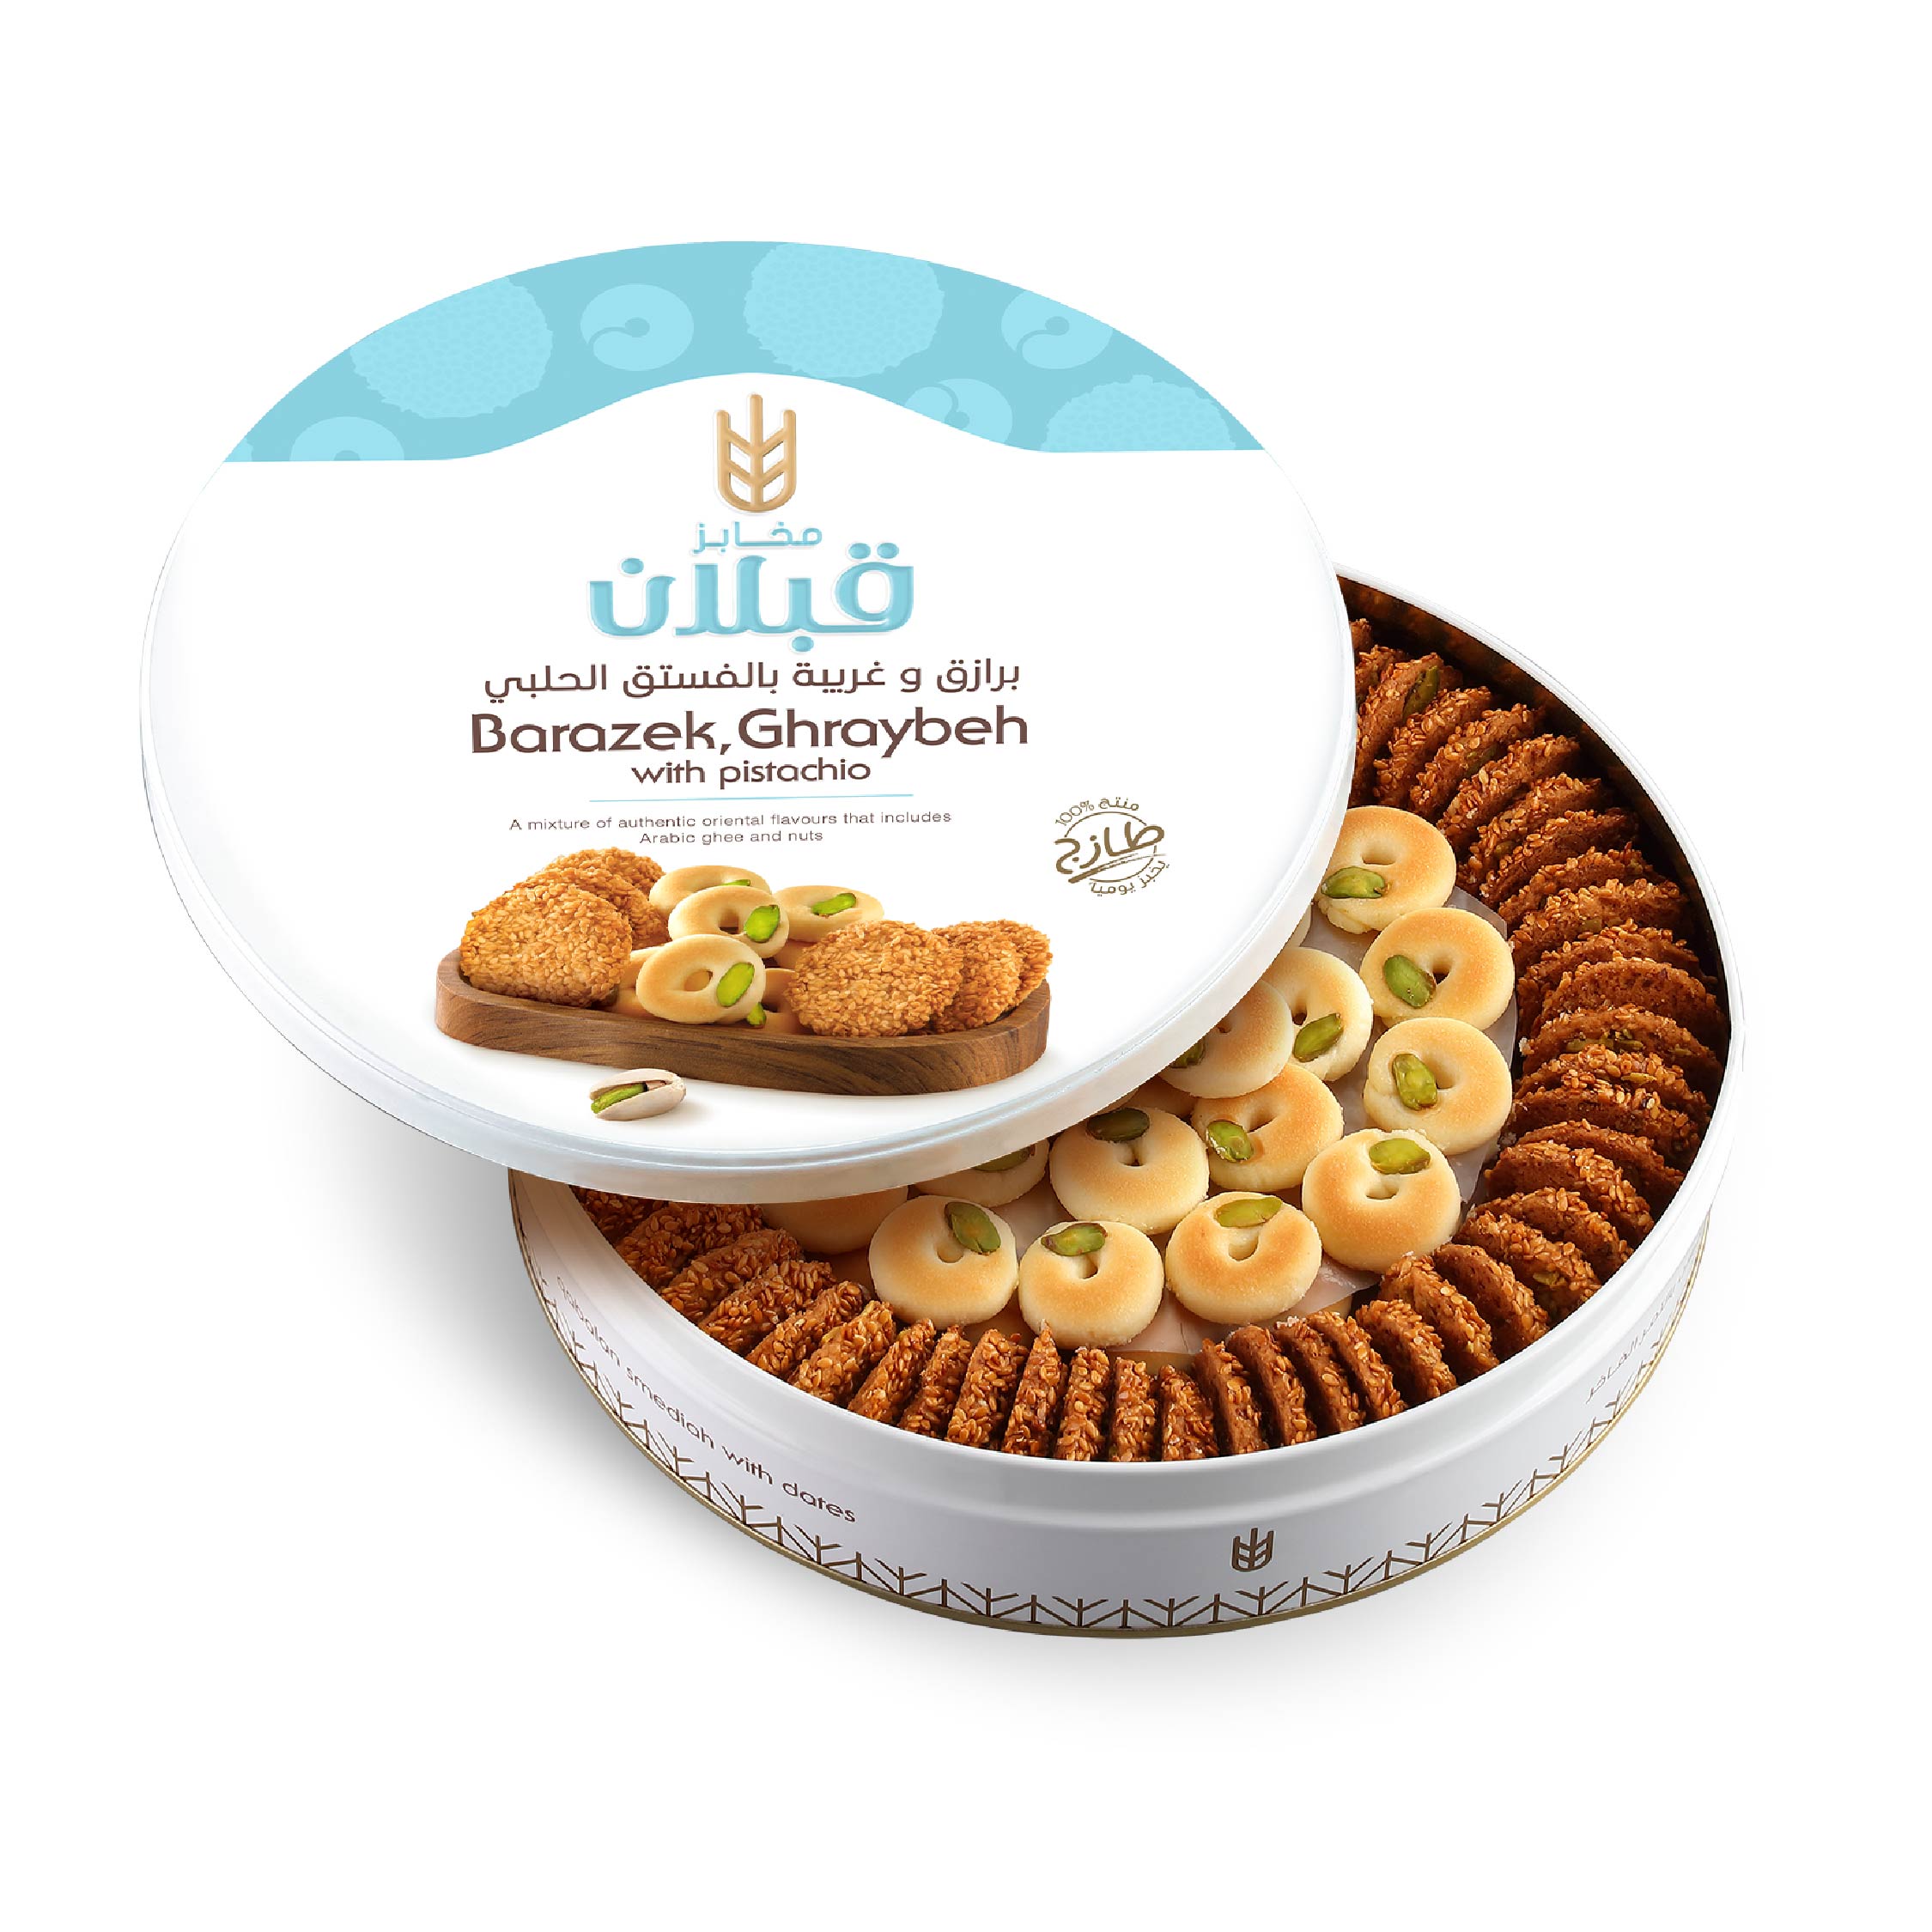 مخابز
قبلان
برازق و غريبة بالفستق الحلبي
Barazek, Ghraybeh
with pistachio
A mixture of authentic oriental flavours that includes
Arabic ghee and nuts
منتج 100%
طازج
يخبز يوميا
Qabalan smediah with dates